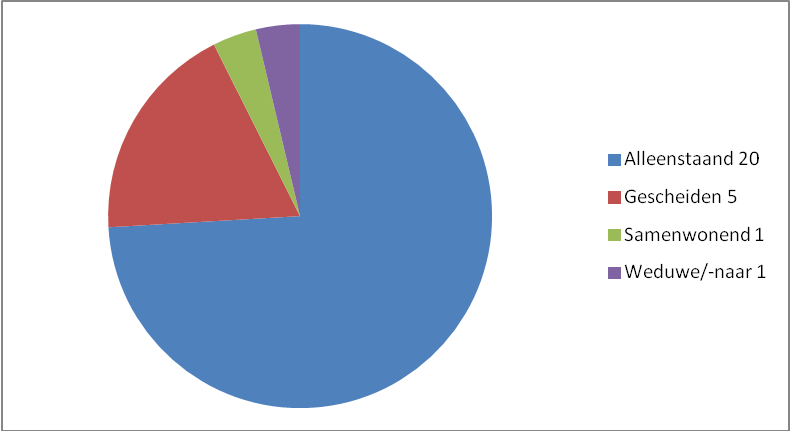 Alleenstaand 20
Gescheiden 5
Samenwonend 1
Weduwe/-naar 1